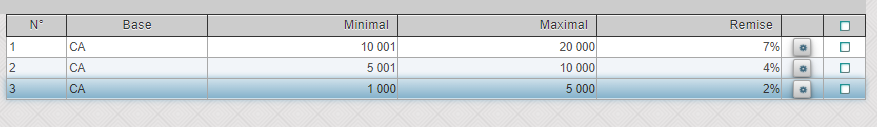 N° Base Minimal Maximal Remise
1 CA 10 001 20 000 7%
2 CA 5 001 10 000 4%
3 CA 1 000 5 000 2%